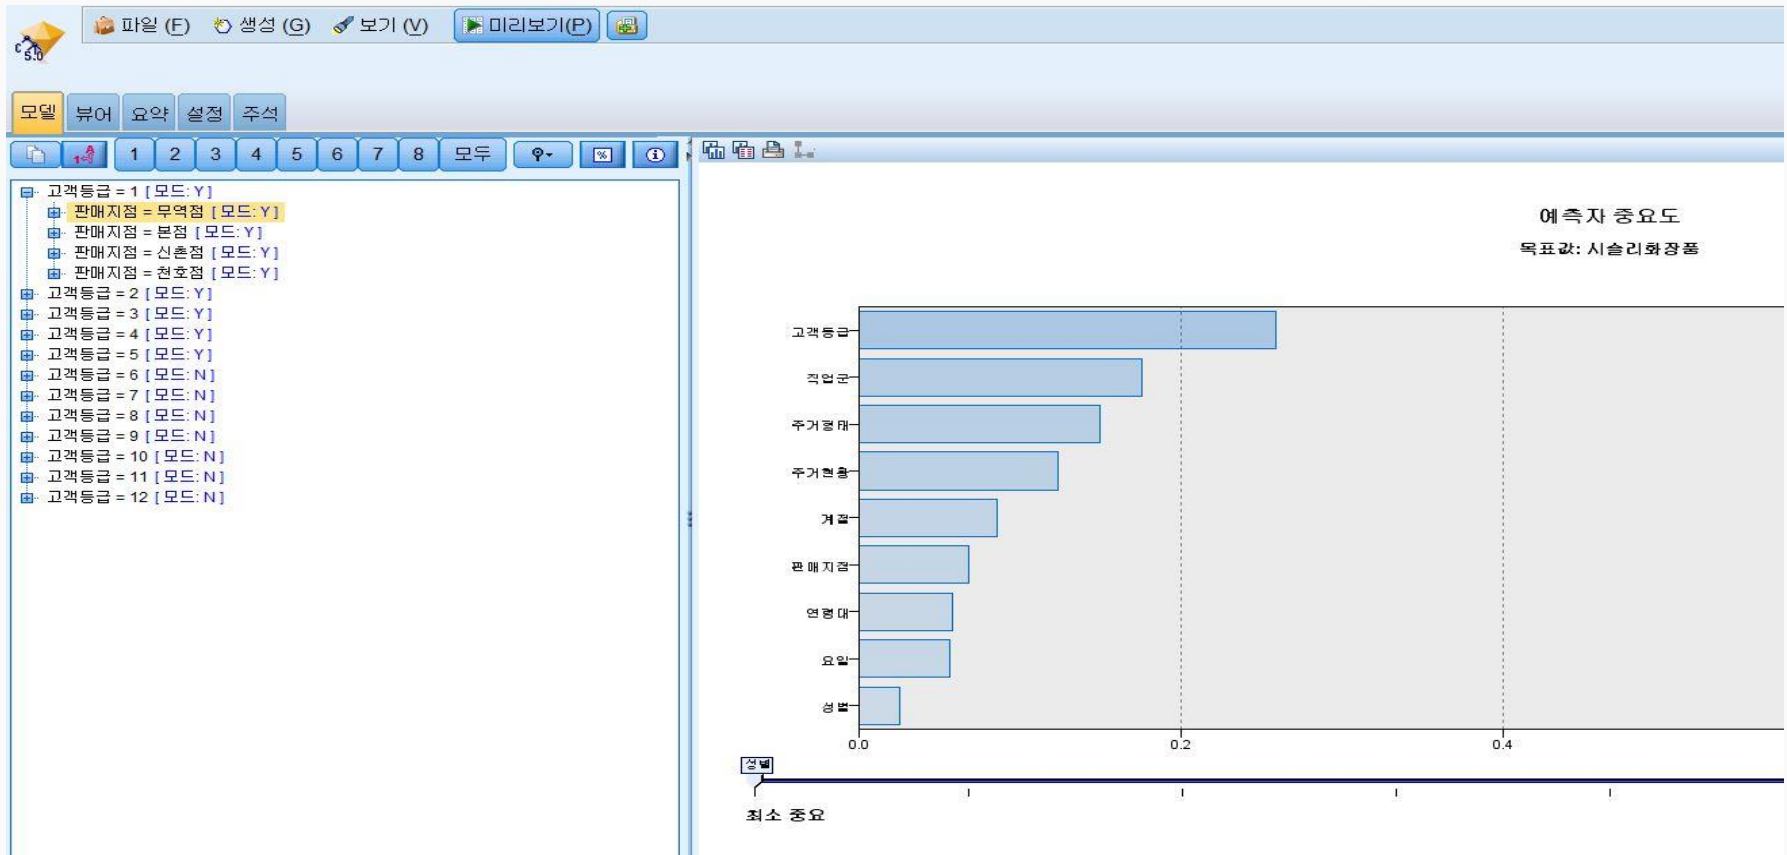 파일 (F) 생성 (G) 보기 (V) 미리보기(P)
C 5.0
모델 뷰어 요약 설정 주석
1 2 3 4 5 6 7 8 모두 %
고객등급 = 1 [ 모드: Y ]
판매지점 = 무역점 [ 모드: Y ]
판매지점 = 본점 [ 모드: Y ]
판매지점 = 신촌점 [ 모드: Y ]
판매지점 = 천호점 [ 모드: Y ]
고객등급 = 2 [ 모드: Y ]
고객등급 = 3 [ 모드: Y ]
고객등급 = 4 [ 모드: Y ]
고객등급 = 5 [ 모드: Y ]
고객등급 = 6 [ 모드: N ]
고객등급 = 7 [ 모드: N ]
고객등급 = 8 [ 모드: N ]
고객등급 = 9 [ 모드: N ]
고객등급 = 10 [ 모드: N ]
고객등급 = 11 [ 모드: N ]
고객등급 = 12 [ 모드: N ]
예측자 중요도
목표값: 시슬리화장품
고객등급
직업군
주거형태
주거현황
계절
판매지점
연령대
요일
성별
0.0 0.2 0.4
성별
최소 중요